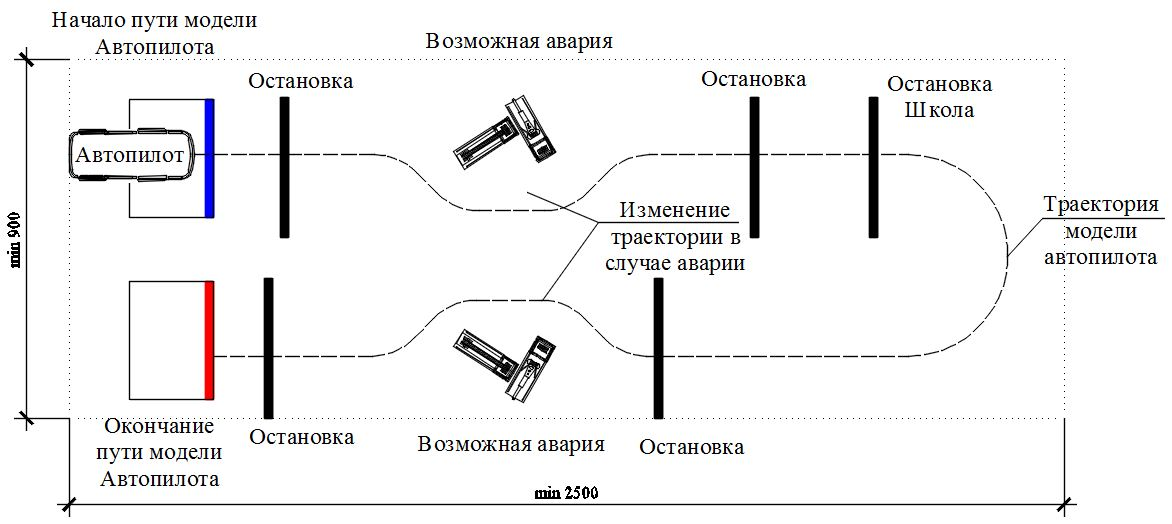 Начало пути модели
Автопилота
Возможная авария
Остановка
Остановка
Остановка
Школа
Автопилот
Изменение
траектории в
случае аварии
Траектория
модели
автопилота
min 900
Окончание
пути модели
Автопилота
Остановка
Возможная авария
Остановка
min 2500